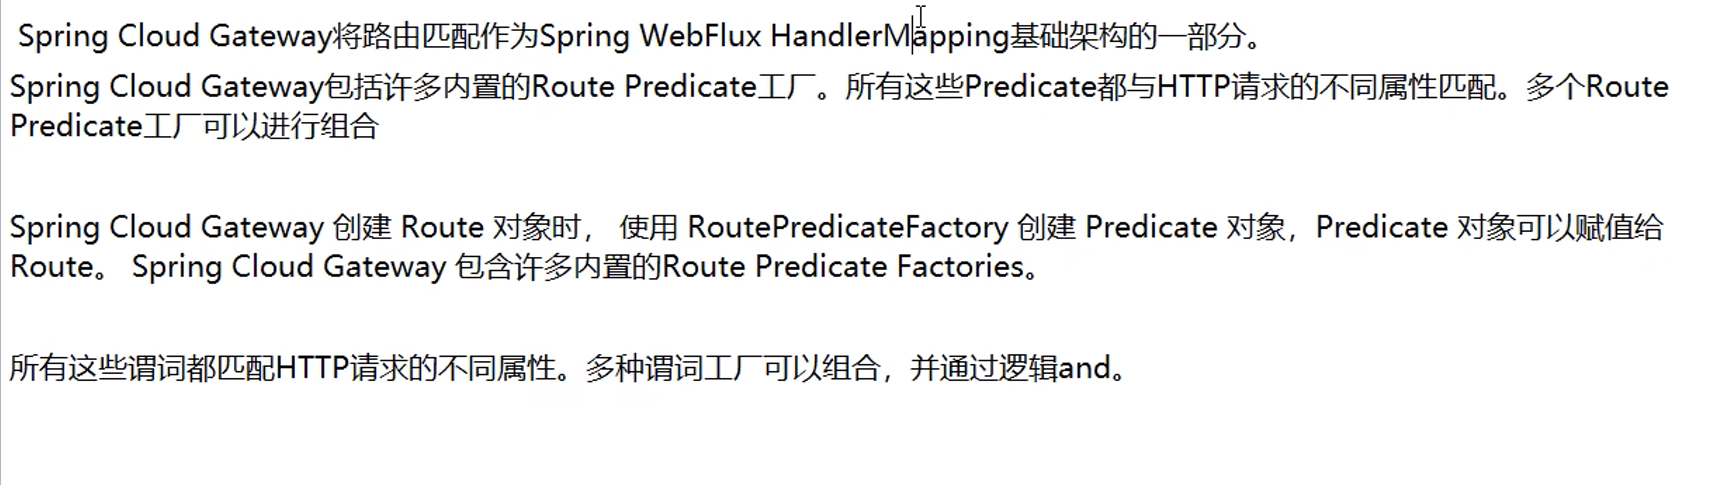 Spring Cloud Gateway将路由匹配作为Spring WebFlux HandlerMapping基础架构的一部分。
Spring Cloud Gateway包括许多内置的Route Predicate工厂。所有这些Predicate都与HTTP请求的不同属性匹配。多个Route
Predicate工厂可以进行组合
Spring Cloud Gateway 创建 Route 对象时， 使用 RoutePredicateFactory 创建 Predicate 对象，Predicate 对象可以赋值给
Route。 Spring Cloud Gateway 包含许多内置的Route Predicate Factories。
所有这些谓词都匹配HTTP请求的不同属性。多种谓词工厂可以组合，并通过逻辑and。